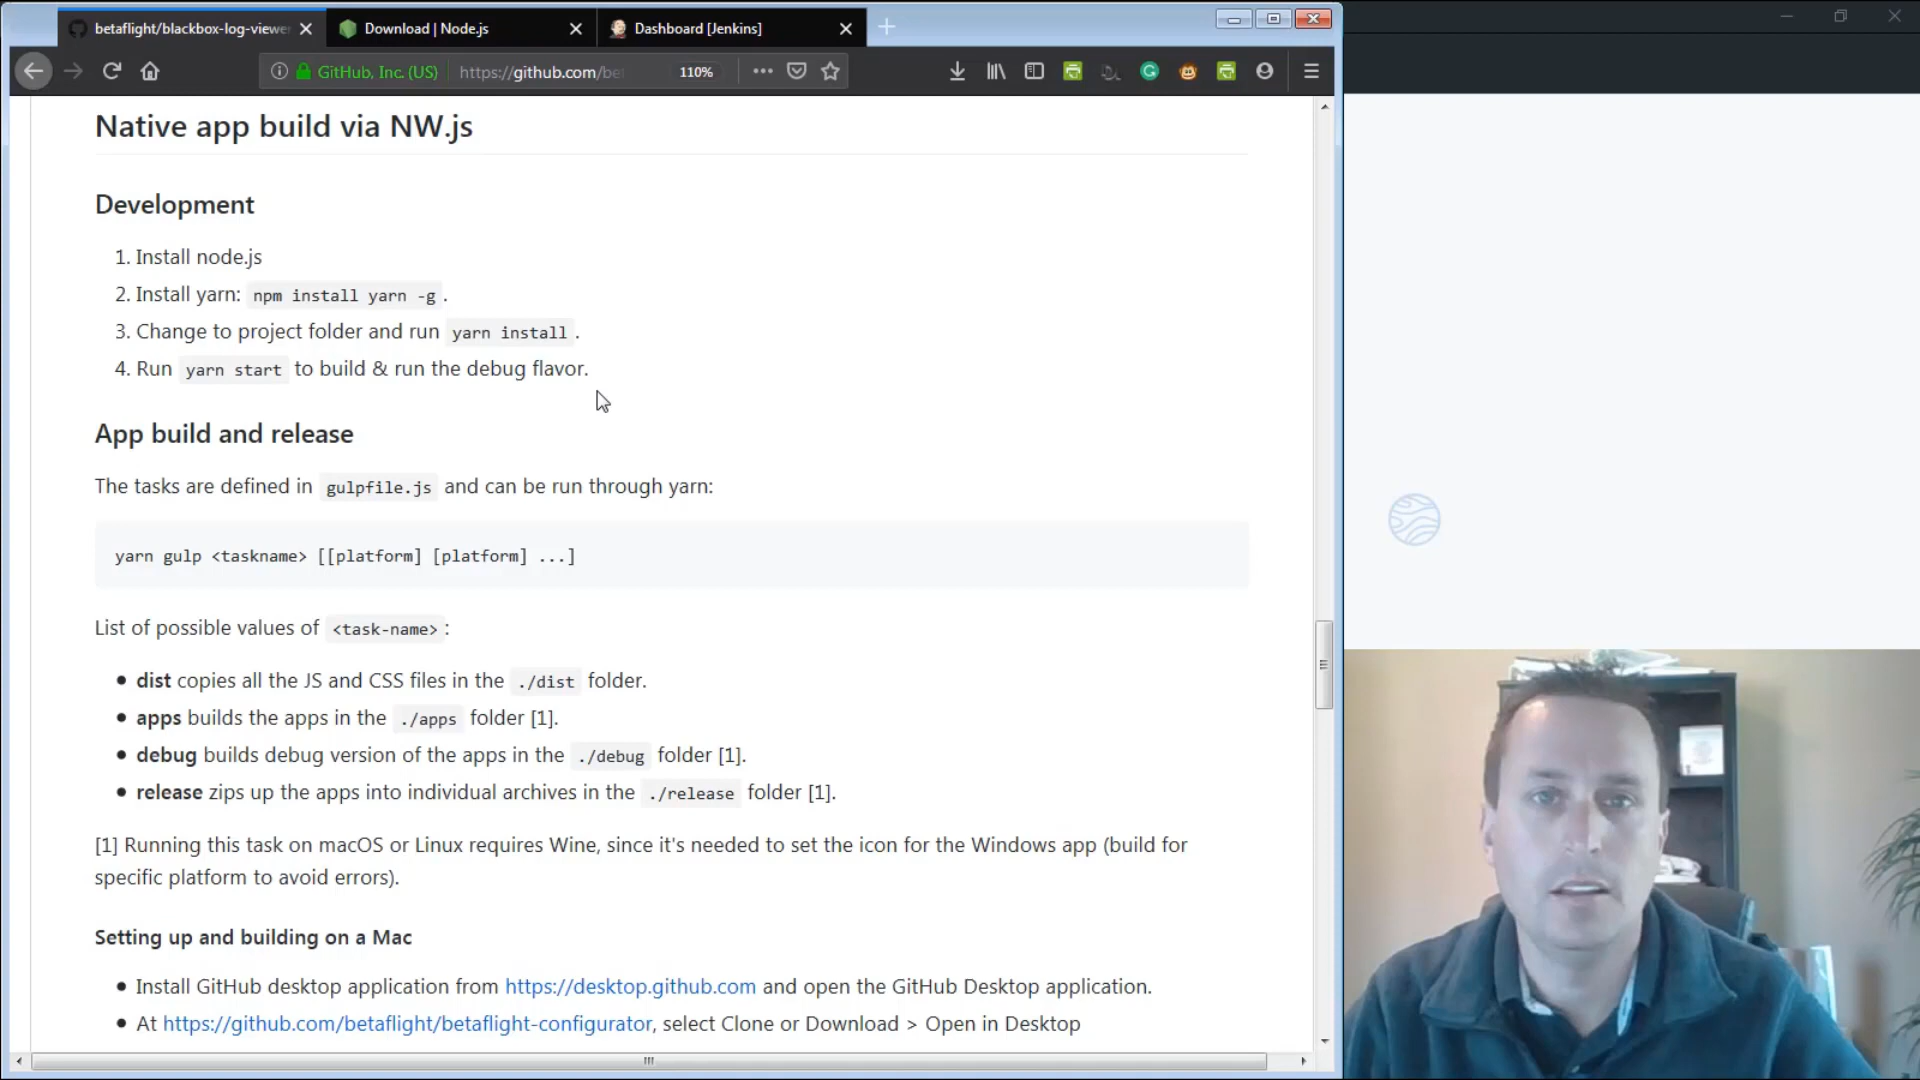 betaflight/blackbox-log-viewe
Download | Node.js
Dashboard [Jenkins]
GitHub, Inc. (US)
https://github.com/be
110%
Native app build via NW.js
Development
1. Install node.js
2. Install yarn: npm install yarn -g .
3. Change to project folder and run yarn install .
4. Run yarn start to build & run the debug flavor.
App build and release
The tasks are defined in gulpfile.js and can be run through yarn:
yarn gulp <taskname> [[platform] [platform] ...]
List of possible values of <task-name> :
• dist copies all the JS and CSS files in the ./dist folder.
• apps builds the apps in the ./apps folder [1].
• debug builds debug version of the apps in the ./debug folder [1].
• release zips up the apps into individual archives in the ./release folder [1].
[1] Running this task on macOS or Linux requires Wine, since it's needed to set the icon for the Windows app (build for
specific platform to avoid errors).
Setting up and building on a Mac
• Install GitHub desktop application from https://desktop.github.com and open the GitHub Desktop application.
• At https://github.com/betaflight/betaflight-configurator, select Clone or Download > Open in Desktop